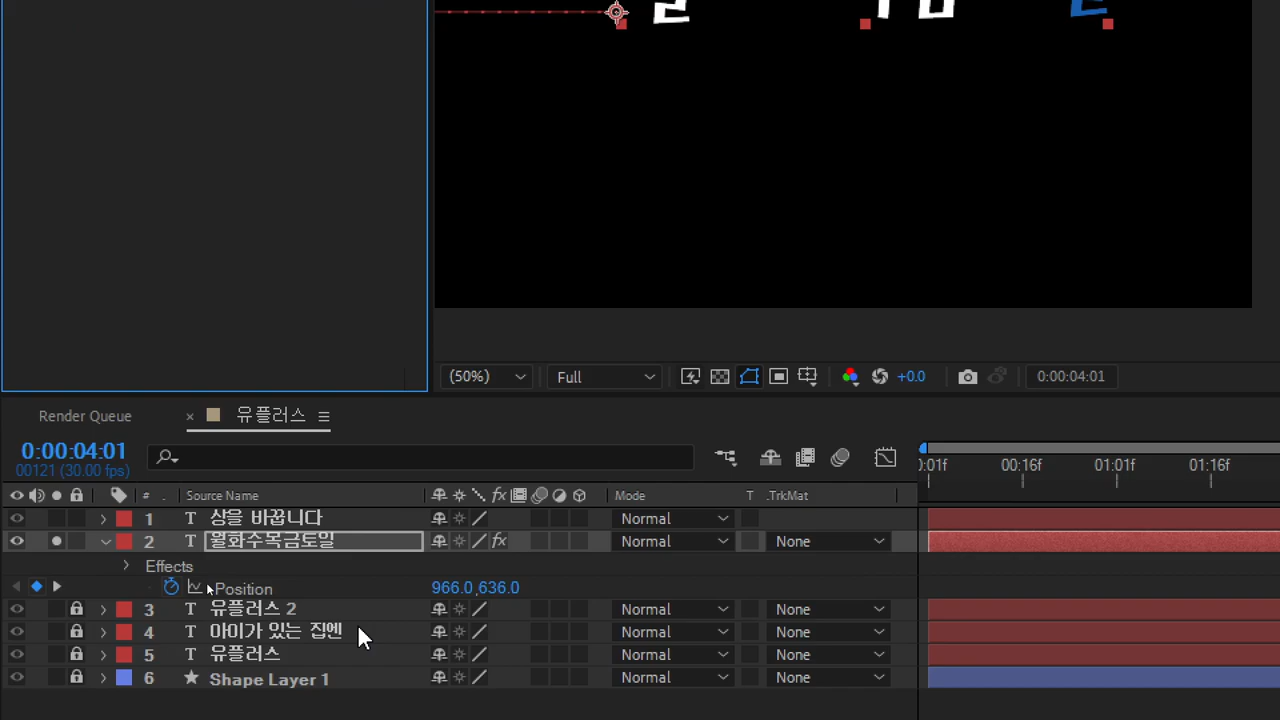 (50%) Full +0.0 0:00:04:01
Render Queue × 유플러스
0:00:04:01
00121 (30.00 fps)
:01f 00:16f 01:01f 01:16f
# . Source Name fx Mode T .TrkMat
1 T 상을 바꿉니다 Normal
2 T 월화수목금토일 fx Normal None
Effects
Position 966.0,636.0
3 T 유플러스 2 Normal None
4 T 아이가 있는 집엔 Normal None
5 T 유플러스 Normal None
6 Shape Layer 1 Normal None